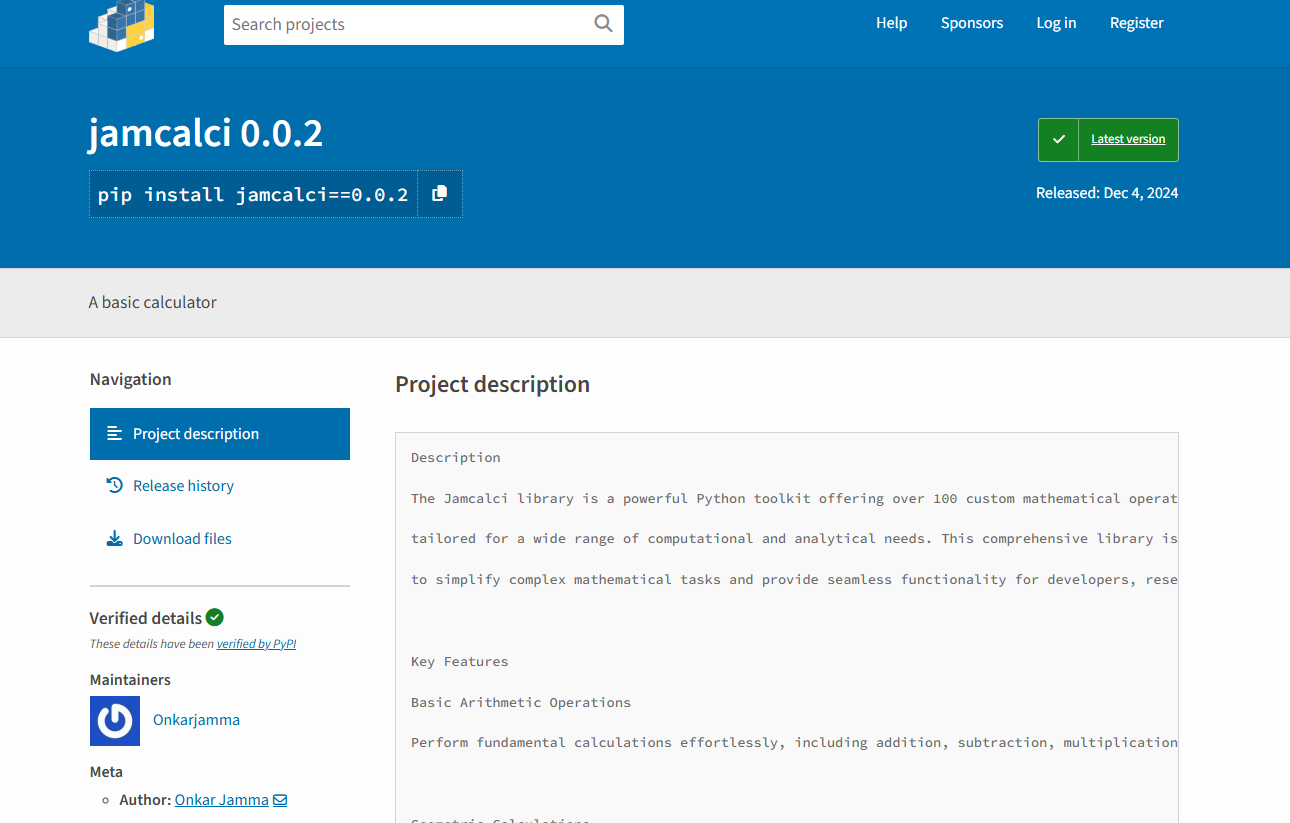 Search projects
Help
Sponsors
Log in
Register
jamcalci 0.0.2
Latest version
pip install jamcalci==0.0.2
Released: Dec 4, 2024
A basic calculator
Navigation
Project description
Release history
Download files
Verified details
These details have been verified by PyPI
Maintainers
Onkarjamma
Meta
Author: Onkar Jamma
Project description
Description
The Jamcalci library is a powerful Python toolkit offering over 100 custom mathematical operat
tailored for a wide range of computational and analytical needs. This comprehensive library is
to simplify complex mathematical tasks and provide seamless functionality for developers, rese
Key Features
Basic Arithmetic Operations
Perform fundamental calculations effortlessly, including addition, subtraction, multiplication
Geometric Calculations